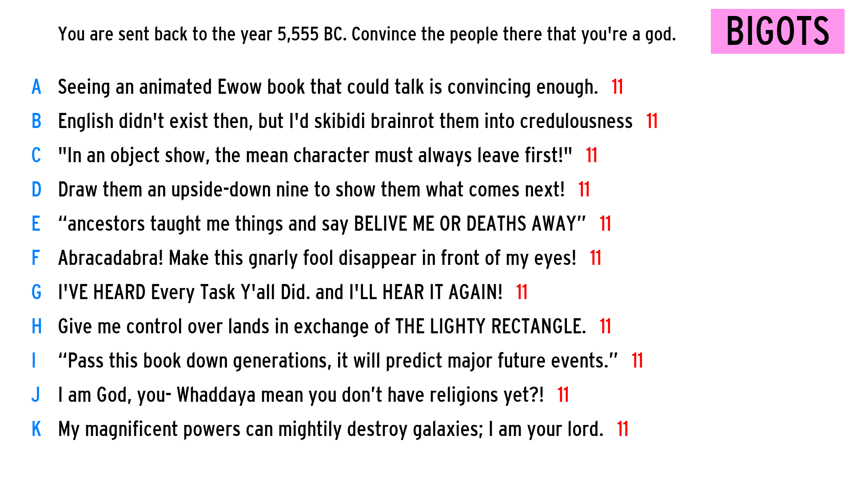 You are sent back to the year 5,555 BC. Convince the people there that you're a god.
BIGOTS
A Seeing an animated Ewow book that could talk is convincing enough. 11
B English didn't exist then, but I'd skibidi brainrot them into credulousness 11
C "In an object show, the mean character must always leave first!" 11
D Draw them an upside-down nine to show them what comes next! 11
E “ancestors taught me things and say BELIVE ME OR DEATHS AWAY” 11
F Abracadabra! Make this gnarly fool disappear in front of my eyes! 11
G I'VE HEARD Every Task Y'all Did. and I'LL HEAR IT AGAIN! 11
H Give me control over lands in exchange of THE LIGHTY RECTANGLE. 11
I “Pass this book down generations, it will predict major future events.” 11
J I am God, you- Whaddaya mean you don’t have religions yet?! 11
K My magnificent powers can mightily destroy galaxies; I am your lord. 11